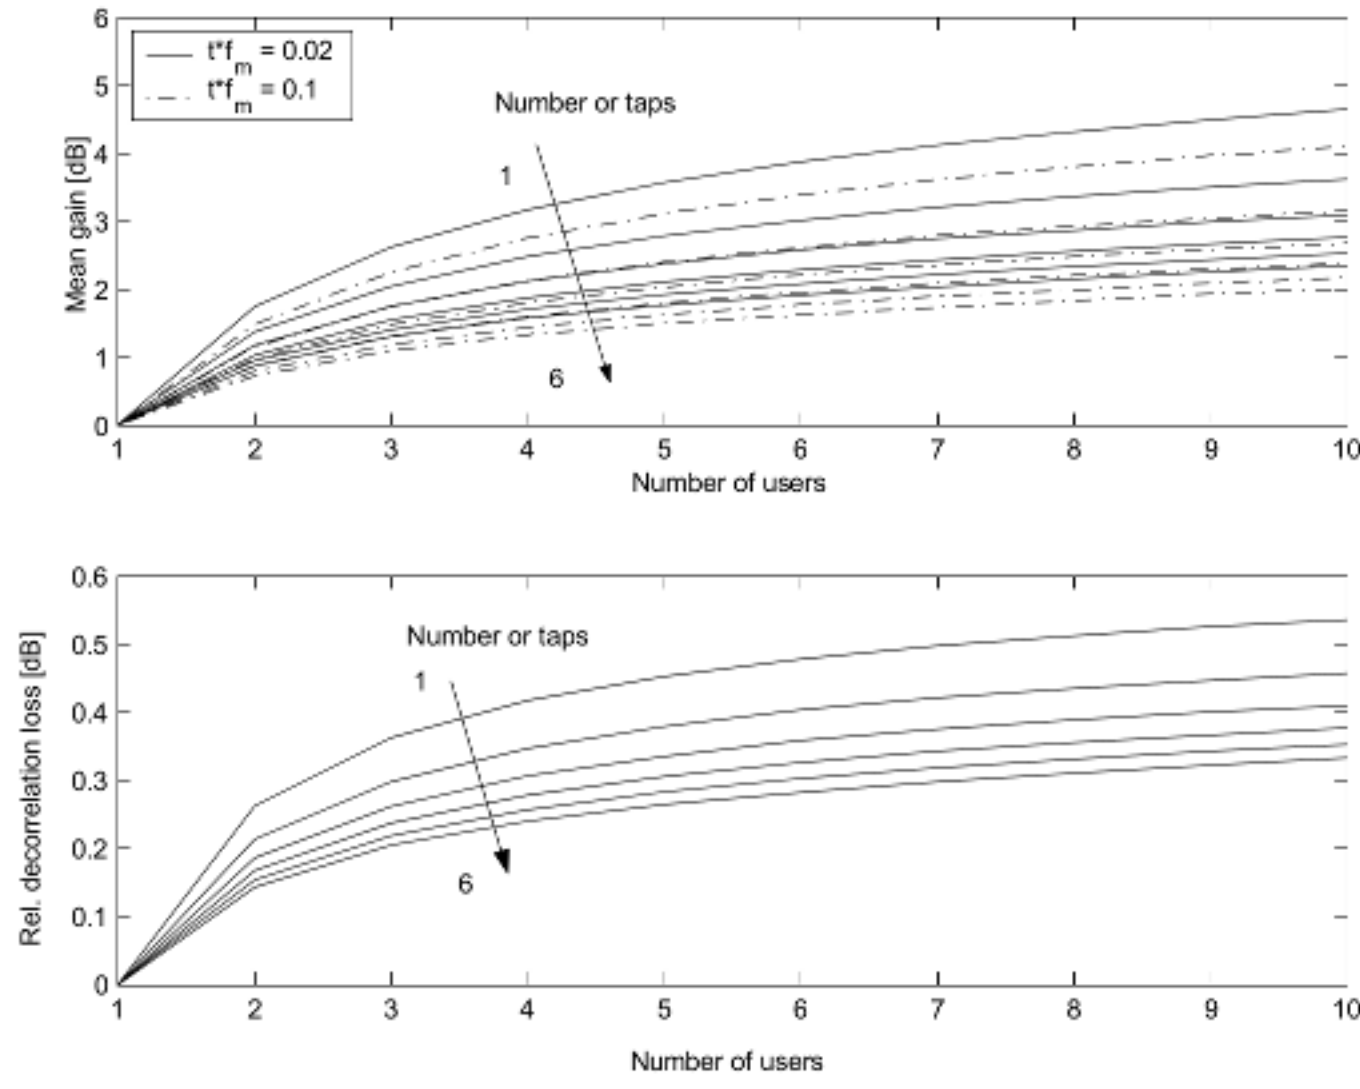 6
t*fm = 0.02
t*fm = 0.1
5
Number or taps
4
1
3
2
1
6
0
Mean gain [dB]
1 2 3 4 5 6 7 8 9 10
Number of users
0.6
Number or taps
0.5
1
0.4
0.3
0.2
6
0.1
0
Rel. decorrelation loss [dB]
1 2 3 4 5 6 7 8 9 10
Number of users